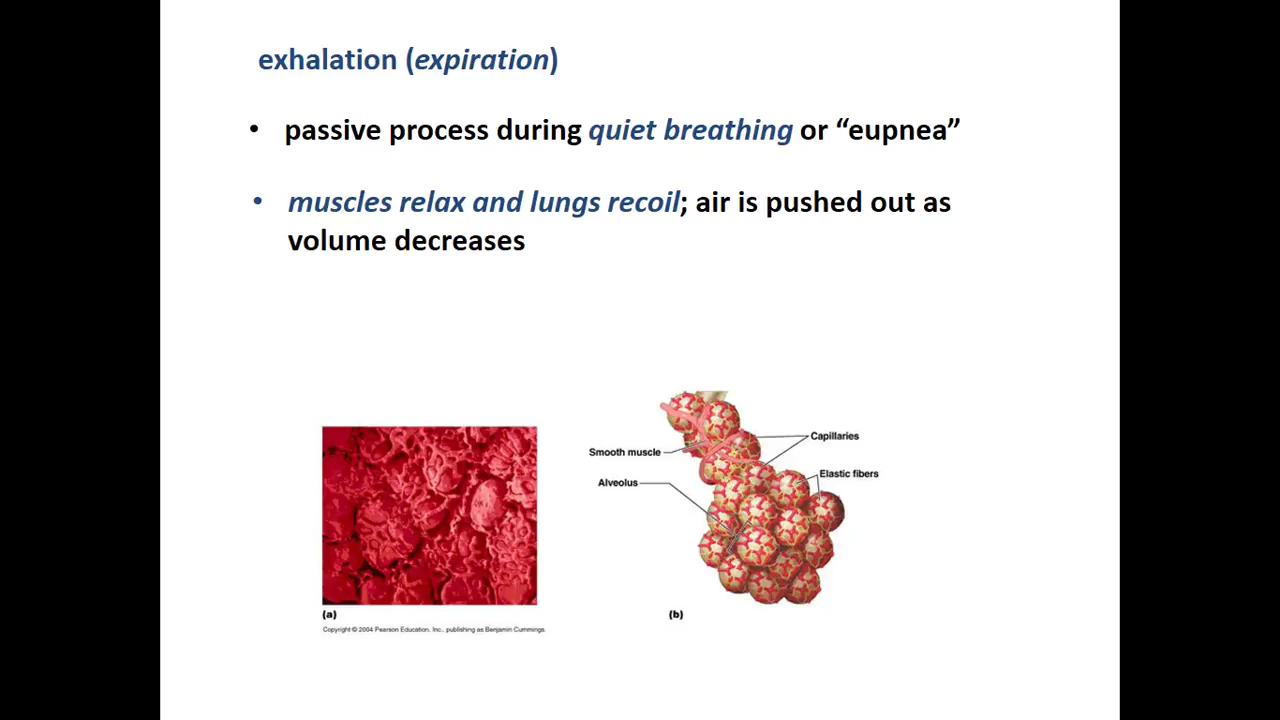 exhalation (expiration)
• passive process during quiet breathing or “eupnea”
• muscles relax and lungs recoil; air is pushed out as
volume decreases
Capillaries
Smooth muscle
Elastic fibers
Alveolus
(a)
(b)
Copyright © 2004 Pearson Education, Inc., publishing as Benjamin Cummings.